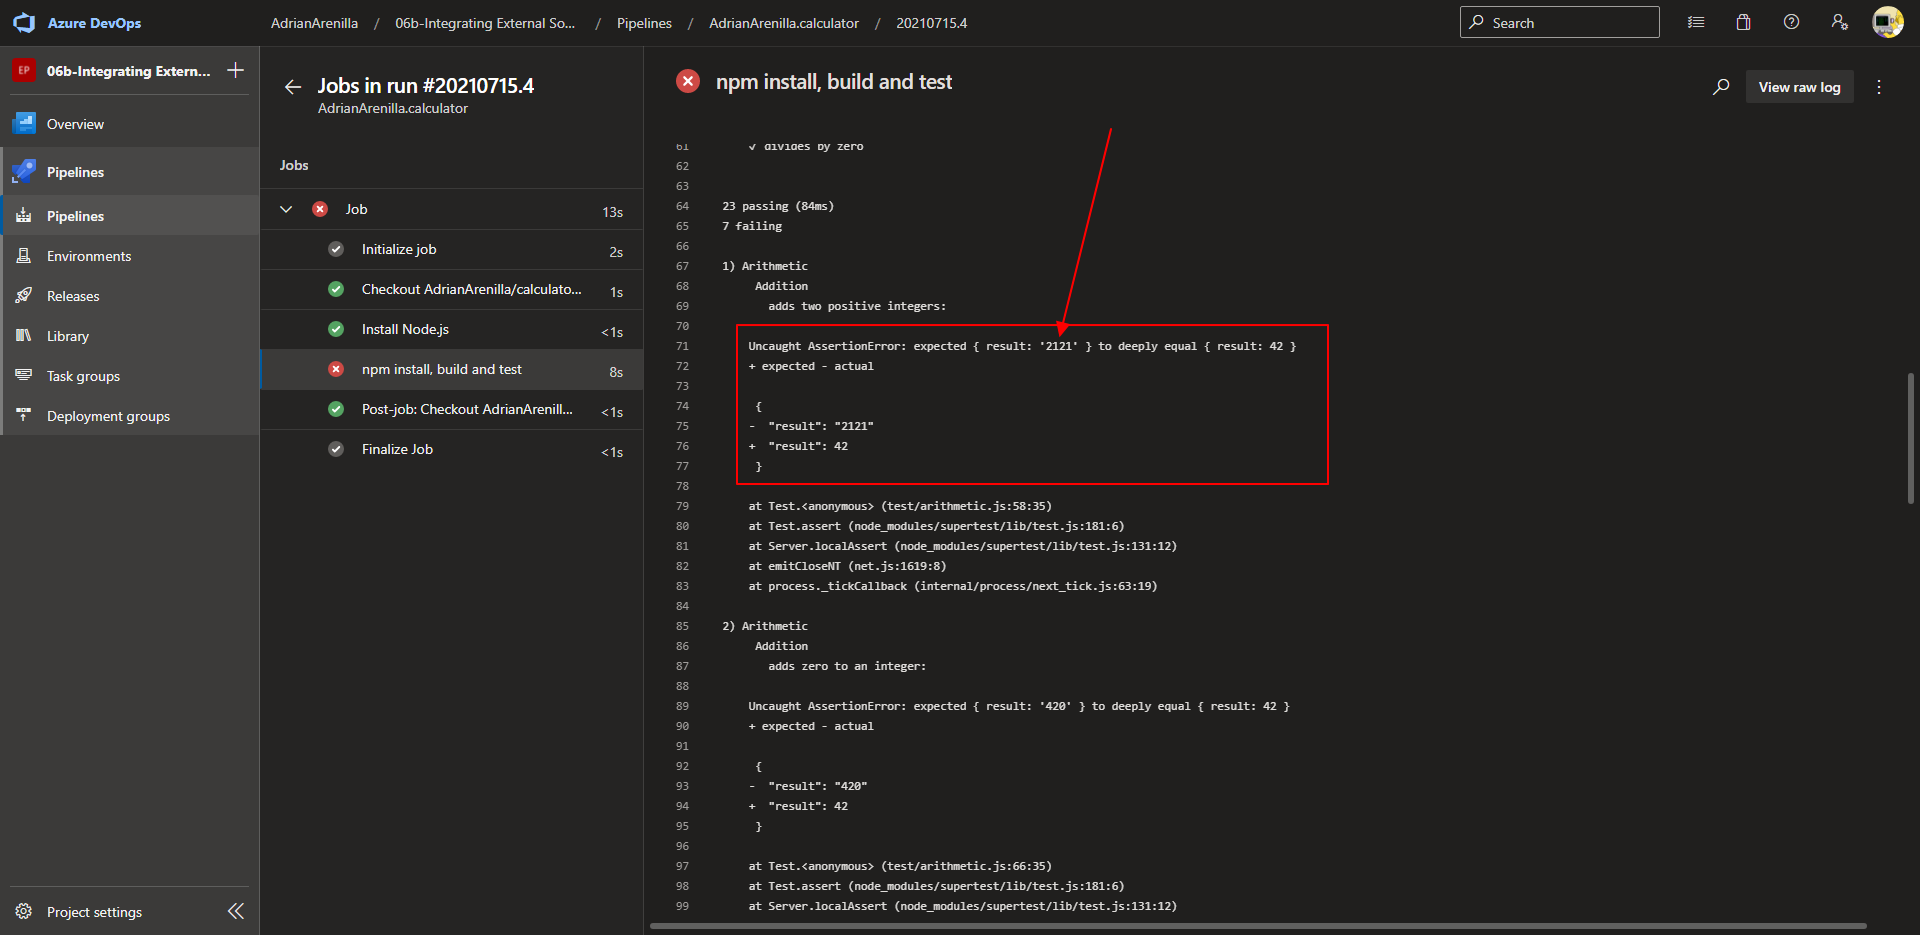 Azure DevOps
AdrianArenilla / 06b-Integrating External So... / Pipelines / AdrianArenilla.calculator / 20210715.4
Search
EP
06b-Integrating Extern...
Overview
Pipelines
Pipelines
Environments
Releases
Library
Task groups
Deployment groups
Project settings
Jobs in run #20210715.4
AdrianArenilla.calculator
Jobs
Job 13s
Initialize job 2s
Checkout AdrianArenilla/calculato... 1s
Install Node.js <1s
npm install, build and test 8s
Post-job: Checkout AdrianArenill... <1s
Finalize Job <1s
npm install, build and test
View raw log
61 ✓ divides by zero
62
63
64 23 passing (84ms)
65 7 failing
66
67 1) Arithmetic
68 Addition
69 adds two positive integers:
70
71 Uncaught AssertionError: expected { result: '2121' } to deeply equal { result: 42 }
72 + expected - actual
73
74 {
75 - "result": "2121"
76 + "result": 42
77 }
78
79 at Test.<anonymous> (test/arithmetic.js:58:35)
80 at Test.assert (node_modules/supertest/lib/test.js:181:6)
81 at Server.localAssert (node_modules/supertest/lib/test.js:131:12)
82 at emitCloseNT (net.js:1619:8)
83 at process._tickCallback (internal/process/next_tick.js:63:19)
84
85 2) Arithmetic
86 Addition
87 adds zero to an integer:
88
89 Uncaught AssertionError: expected { result: '420' } to deeply equal { result: 42 }
90 + expected - actual
91
92 {
93 - "result": "420"
94 + "result": 42
95 }
96
97 at Test.<anonymous> (test/arithmetic.js:66:35)
98 at Test.assert (node_modules/supertest/lib/test.js:181:6)
99 at Server.localAssert (node_modules/supertest/lib/test.js:131:12)